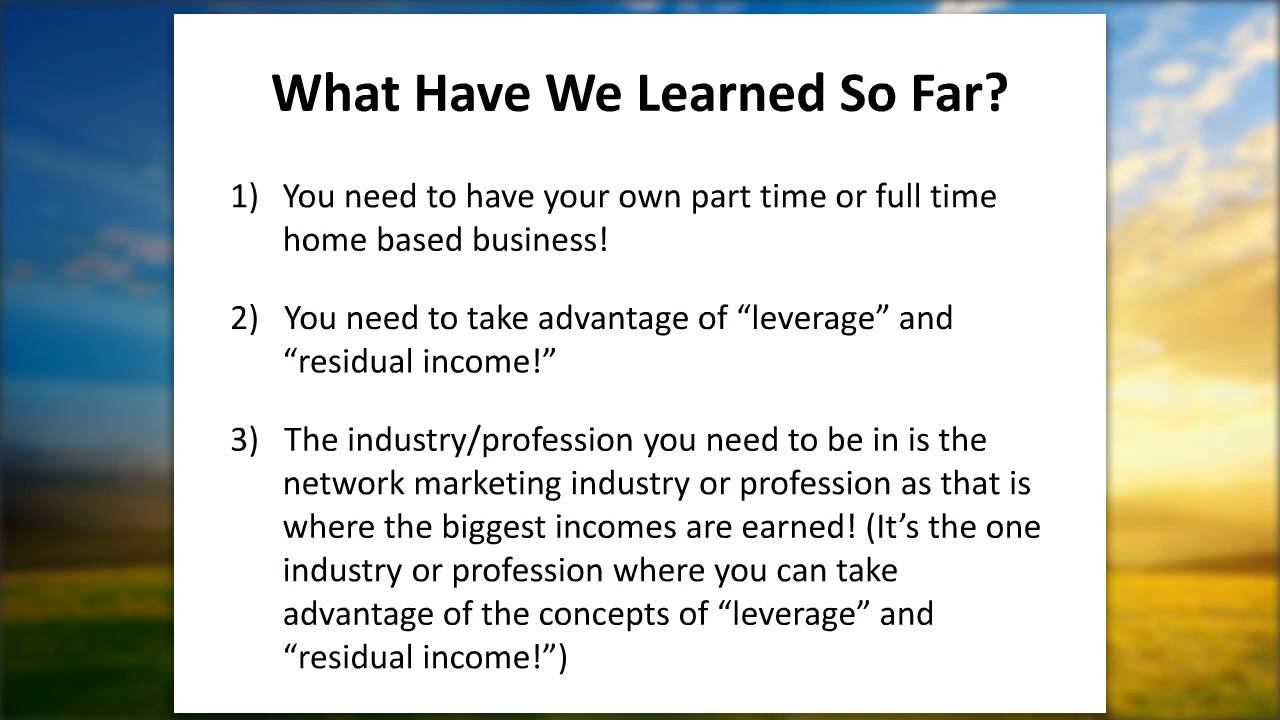 What Have We Learned So Far?
1) You need to have your own part time or full time
home based business!
2) You need to take advantage of “leverage” and
“residual income!”
3) The industry/profession you need to be in is the
network marketing industry or profession as that is
where the biggest incomes are earned! (It’s the one
industry or profession where you can take
advantage of the concepts of “leverage” and
“residual income!”)